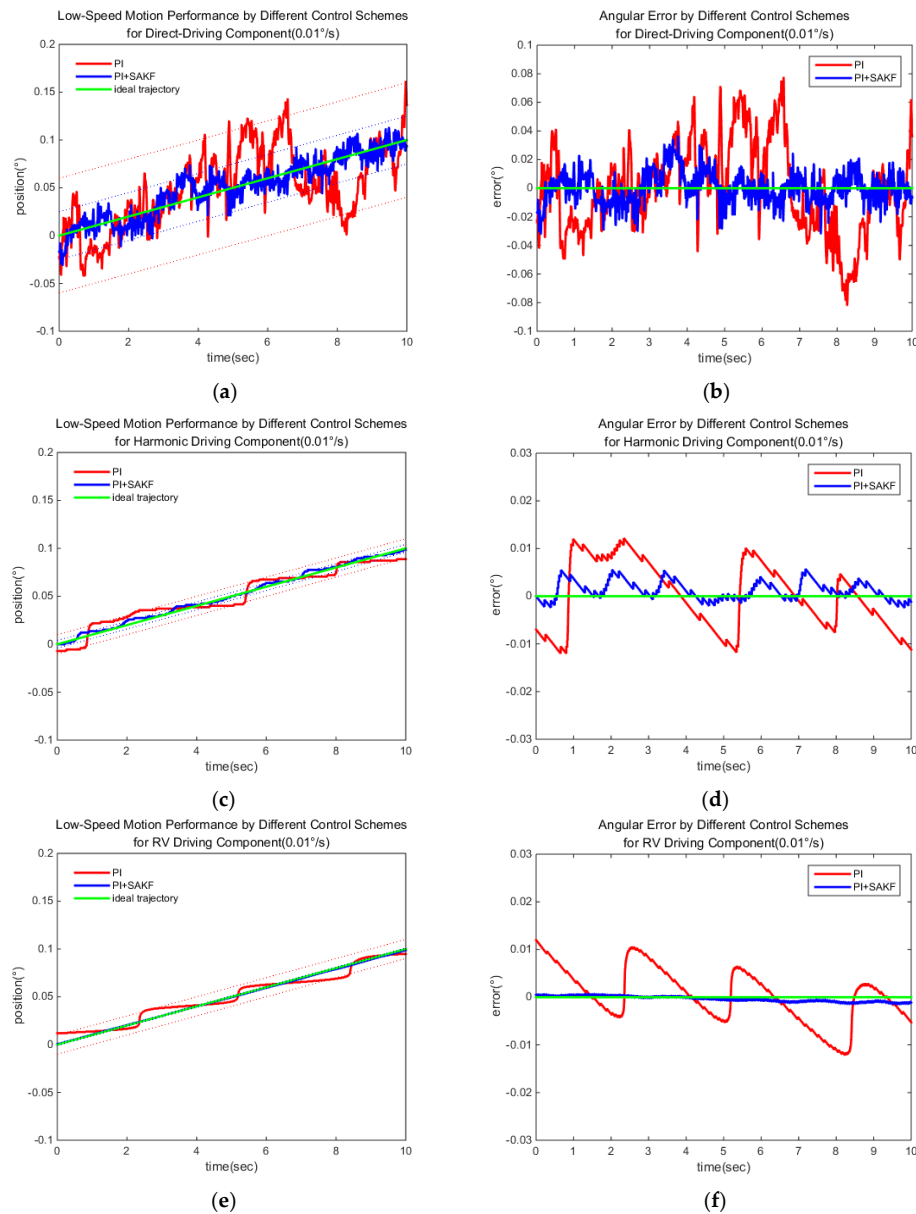 Low-Speed Motion Performance by Different Control Schemes
for Direct-Driving Component(0.01°/s)
0.2
0.15
0.1
0.05
0
-0.05
-0.1
position(°)
PI
PI+SAKF
ideal trajectory
0 2 4 6 8 10
time(sec)
(a)
Angular Error by Different Control Schemes
for Direct-Driving Component(0.01°/s)
0.1
0.08
0.06
0.04
0.02
0
-0.02
-0.04
-0.06
-0.08
-0.1
error(°)
PI
PI+SAKF
0 1 2 3 4 5 6 7 8 9 10
time(sec)
(b)
Low-Speed Motion Performance by Different Control Schemes
for Harmonic Driving Component(0.01°/s)
0.2
0.15
0.1
0.05
0
-0.05
-0.1
position(°)
PI
PI+SAKF
ideal trajectory
0 2 4 6 8 10
time(sec)
(c)
Angular Error by Different Control Schemes
for Harmonic Driving Component(0.01°/s)
0.03
0.02
0.01
0
-0.01
-0.02
-0.03
error(°)
PI
PI+SAKF
0 1 2 3 4 5 6 7 8 9 10
time(sec)
(d)
Low-Speed Motion Performance by Different Control Schemes
for RV Driving Component(0.01°/s)
0.2
0.15
0.1
0.05
0
-0.05
-0.1
position(°)
PI
PI+SAKF
ideal trajectory
0 2 4 6 8 10
time(sec)
(e)
Angular Error by Different Control Schemes
for RV Driving Component(0.01°/s)
0.03
0.02
0.01
0
-0.01
-0.02
-0.03
error(°)
PI
PI+SAKF
0 1 2 3 4 5 6 7 8 9 10
time(sec)
(f)